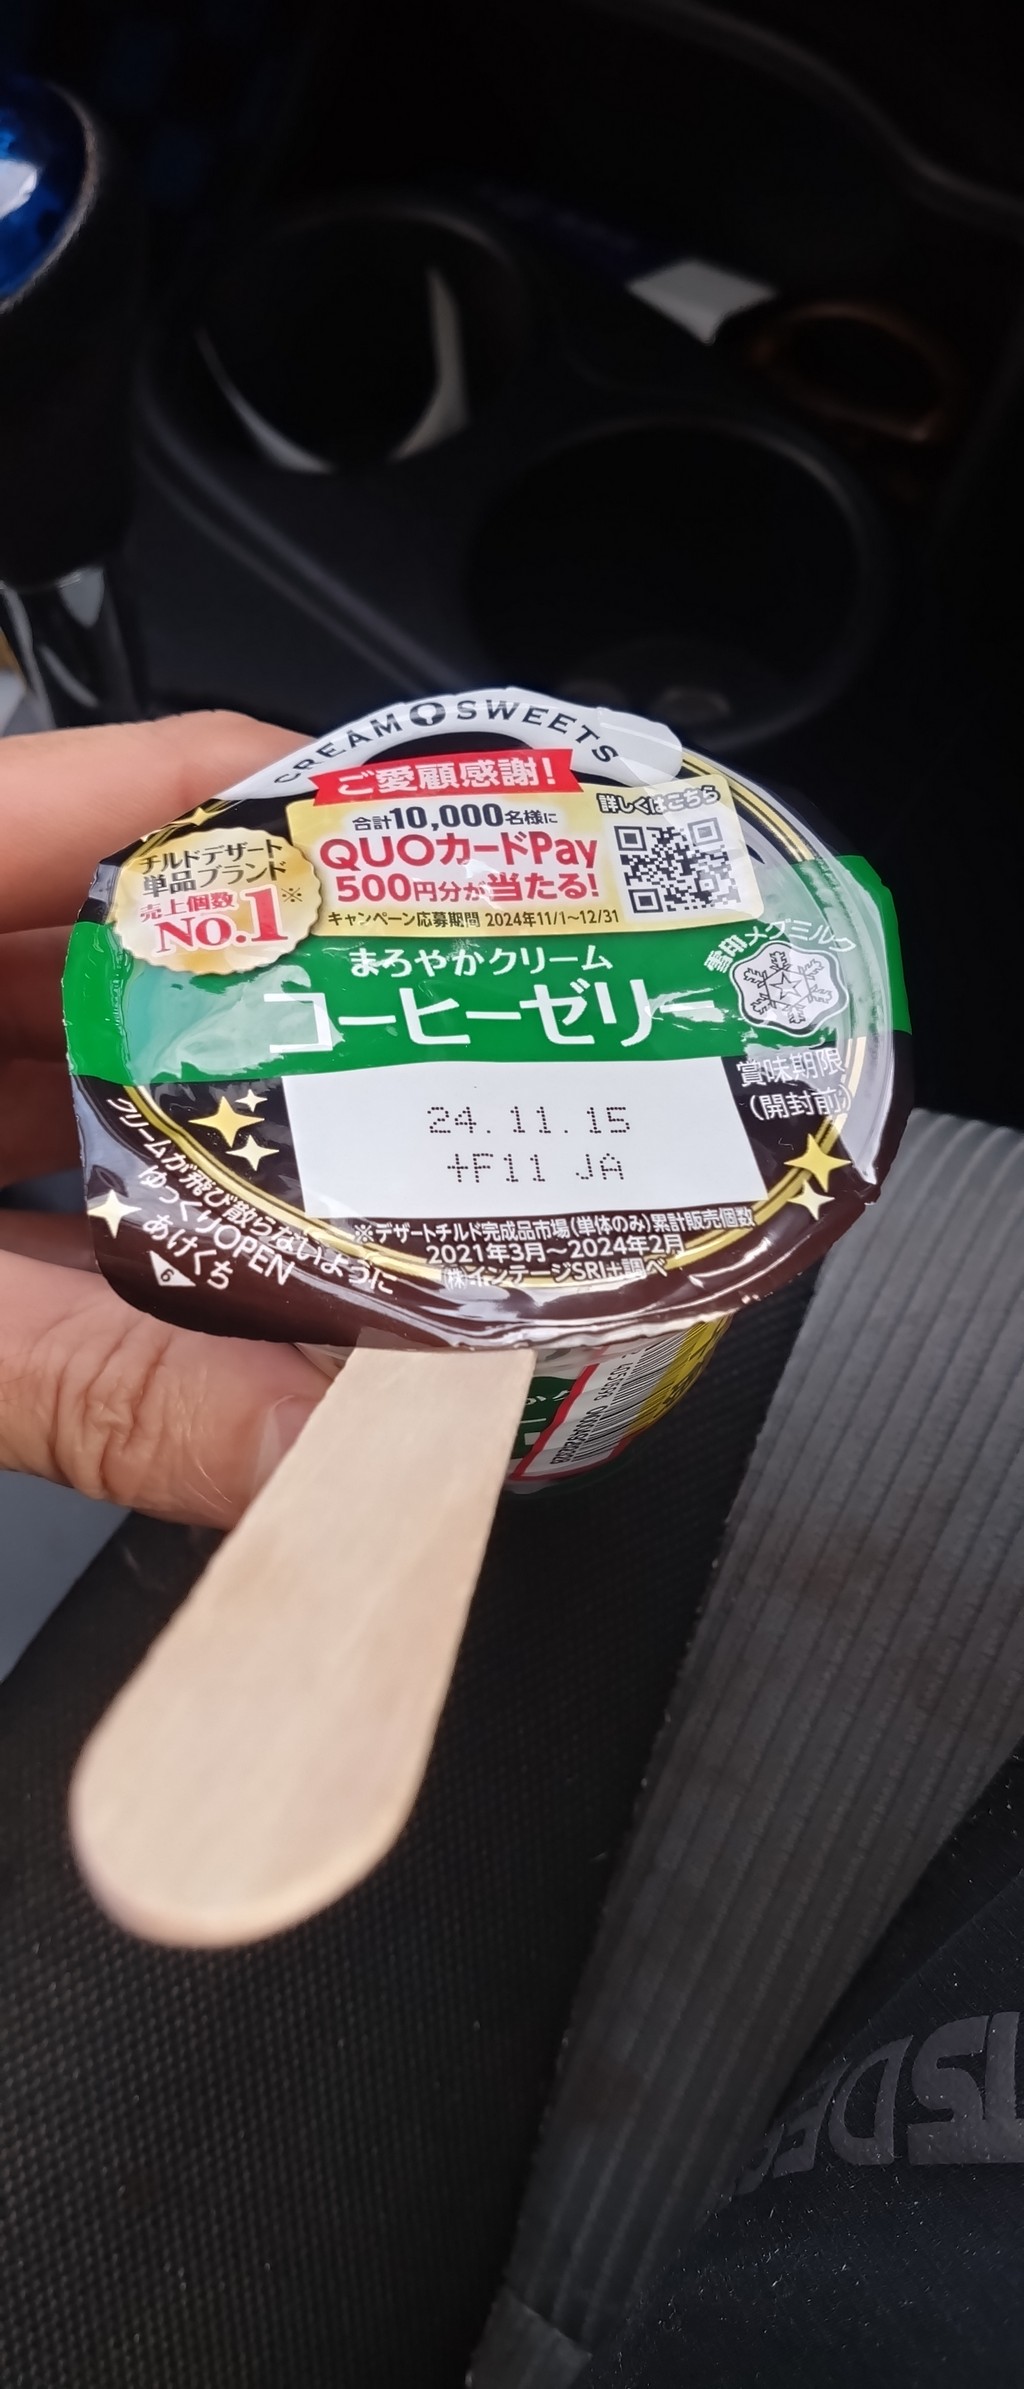 CREAM SWEETS
ご愛顧感謝!
合計10,000名様に
QUOカードPay
500円分が当たる!
キャンペーン応募期間 2024年11/1〜12/31
詳しくはこちら
チルドデザート
単品ブランド
売上個数
No.1※
まろやかクリーム
コーヒーゼリー
雪印メグミルク
賞味期限
(開封前)
24.11.15
+F11 JA
※デザートチルド完成品市場(単体のみ)累計販売個数
2021年3月〜2024年2月
(株)インテージSRI+調べ
クリームが飛び散らないように
ゆっくりOPEN
あけくち
6